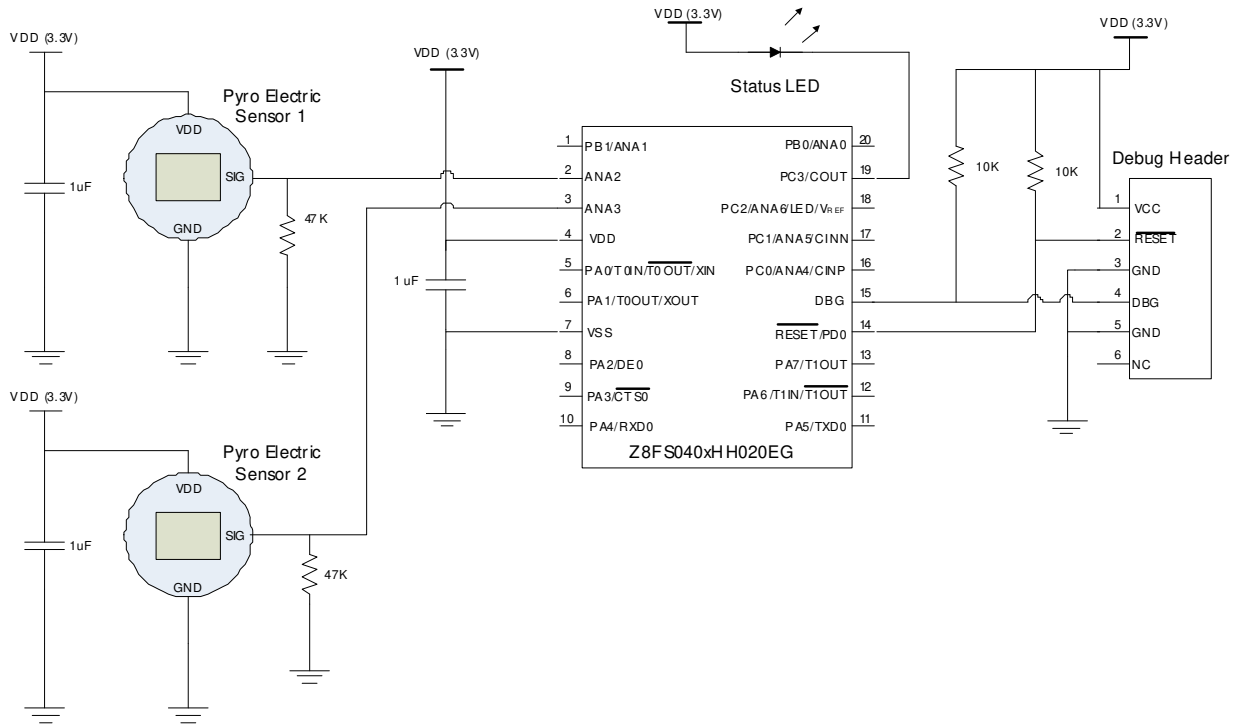 VDD (3.3V)
Pyro Electric
Sensor 1
VDD
SIG
GND
1uF
47K
VDD (3.3V)
Pyro Electric
Sensor 2
VDD
SIG
GND
1uF
47K
VDD (3.3V)
1 uF
VDD (3.3V)
Status LED
1 PB1/ANA1
2 ANA2
3 ANA3
4 VDD
5 PA0/T0IN/T0OUT/XIN
6 PA1/T0OUT/XOUT
7 VSS
8 PA2/DE0
9 PA3/CTS0
10 PA4/RXD0
PB0/ANA0 20
PC3/COUT 19
PC2/ANA6/LED/VREF 18
PC1/ANA5/CINN 17
PC0/ANA4/CINP 16
DBG 15
RESET/PD0 14
PA7/T1OUT 13
PA6/T1IN/T1OUT 12
PA5/TXD0 11
Z8FS040xHH020EG
VDD (3.3V)
10K
10K
Debug Header
1 VCC
2 RESET
3 GND
4 DBG
5 GND
6 NC